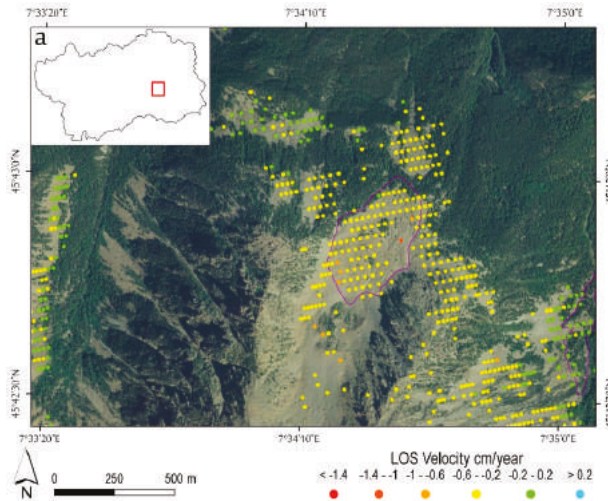 7°33'20"E 7°34'10"E 7°35'0"E
a
45°43'0"N
45°42'30"N
7°33'20"E 7°34'10"E 7°35'0"E
N
0 250 500 m
LOS Velocity cm/year
< -1.4 -1.4 - -1 -1 - -0.6 -0,6 - -0,2 -0.2 - 0.2 > 0.2